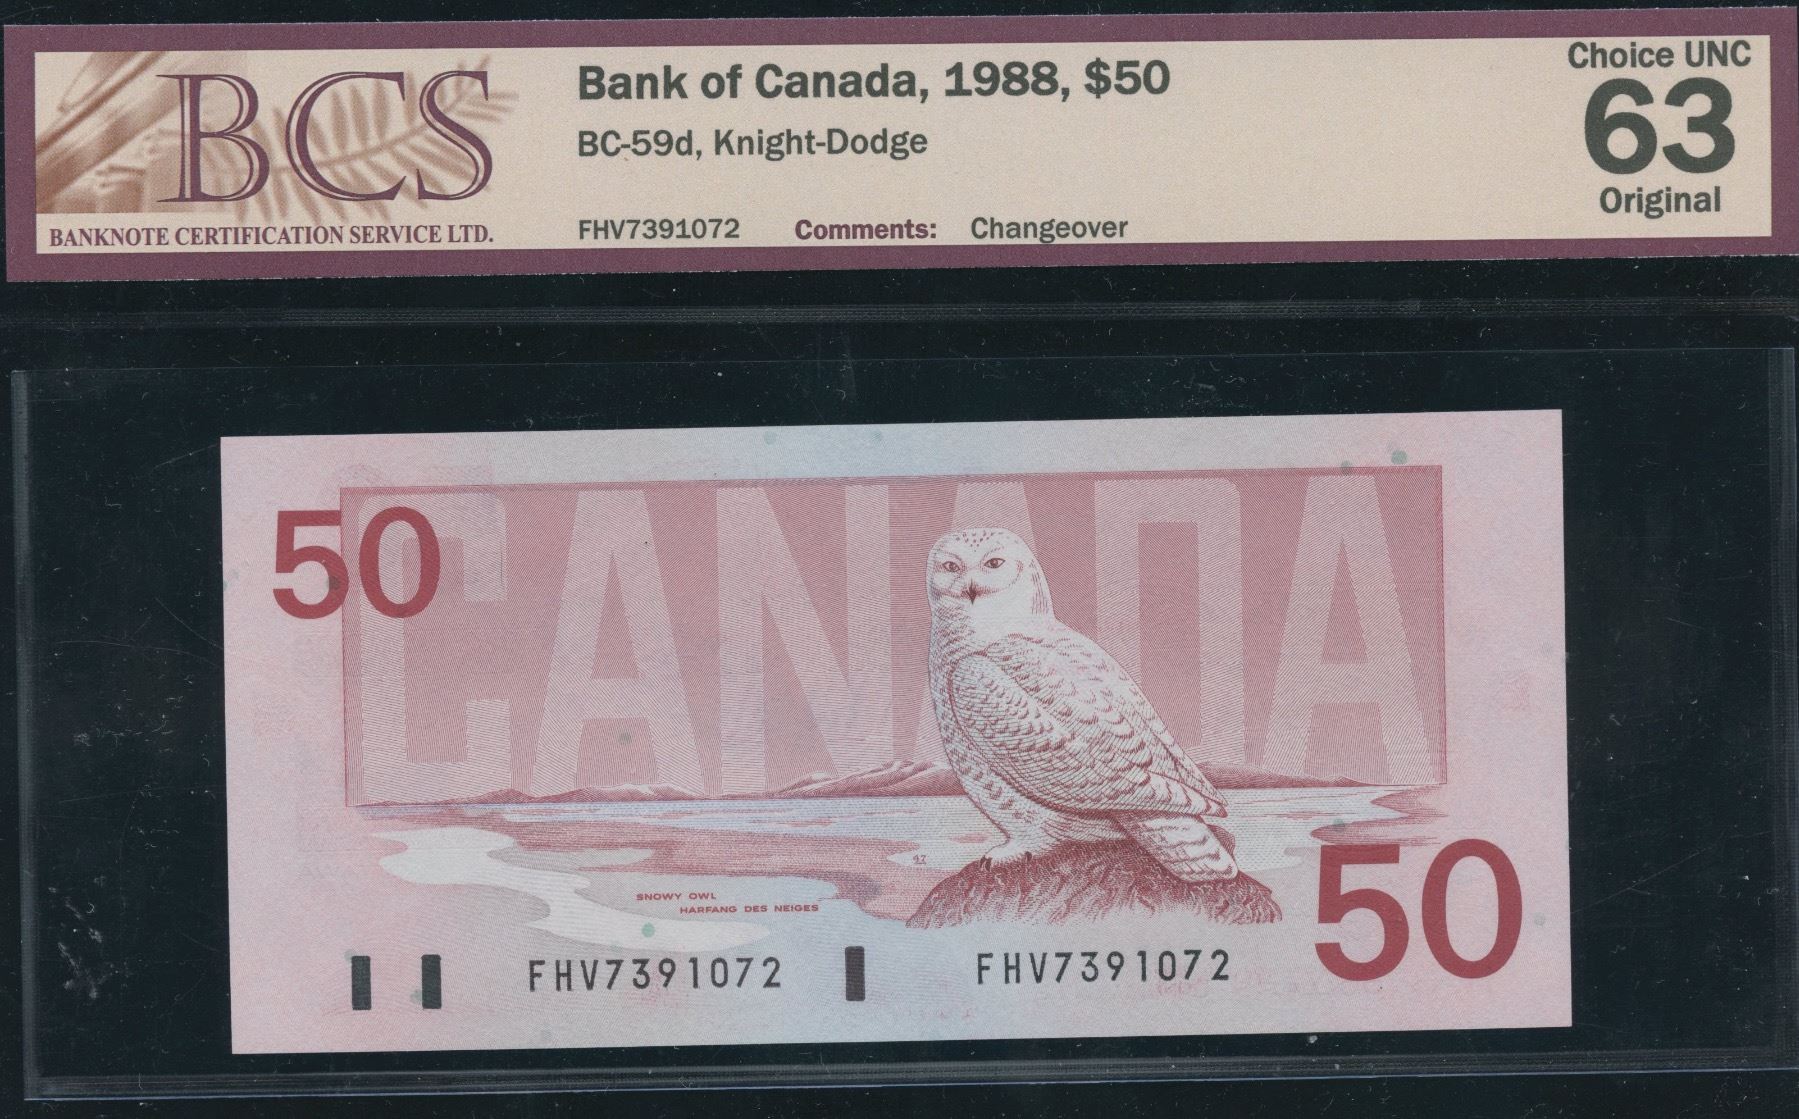 BCS
BANKNOTE CERTIFICATION SERVICE LTD.
Bank of Canada, 1988, $50
BC-59d, Knight-Dodge
FHV7391072 Comments: Changeover
Choice UNC
63
Original
50
CANADA
47
SNOWY OWL
HARFANG DES NEIGES
FHV7391072
FHV7391072
50